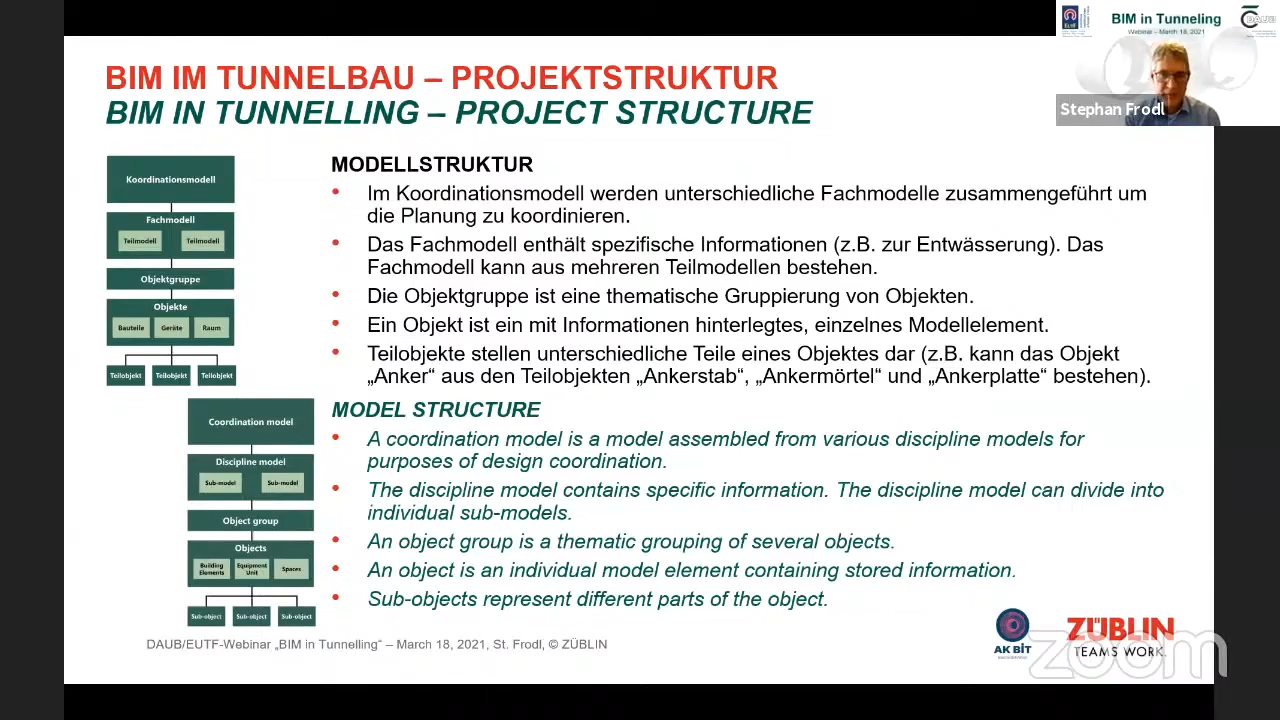 BIM in Tunneling
Webinar – March 18, 2021
DAUB
Stephan Frodl
BIM IM TUNNELBAU – PROJEKTSTRUKTUR
BIM IN TUNNELLING – PROJECT STRUCTURE
Koordinationsmodell
Fachmodell
Teilmodell Teilmodell
Objektgruppe
Objekte
Bauteile Geräte Raum
Teilobjekt Teilobjekt Teilobjekt
MODELLSTRUKTUR
• Im Koordinationsmodell werden unterschiedliche Fachmodelle zusammengeführt um
die Planung zu koordinieren.
• Das Fachmodell enthält spezifische Informationen (z.B. zur Entwässerung). Das
Fachmodell kann aus mehreren Teilmodellen bestehen.
• Die Objektgruppe ist eine thematische Gruppierung von Objekten.
• Ein Objekt ist ein mit Informationen hinterlegtes, einzelnes Modellelement.
• Teilobjekte stellen unterschiedliche Teile eines Objektes dar (z.B. kann das Objekt
„Anker“ aus den Teilobjekten „Ankerstab“, „Ankermörtel“ und „Ankerplatte“ bestehen).
Coordination model
Discipline model
Sub-model Sub-model
Object group
Objects
Building Elements Equipment Unit Spaces
Sub-object Sub-object Sub-object
MODEL STRUCTURE
• A coordination model is a model assembled from various discipline models for
purposes of design coordination.
• The discipline model contains specific information. The discipline model can divide into
individual sub-models.
• An object group is a thematic grouping of several objects.
• An object is an individual model element containing stored information.
• Sub-objects represent different parts of the object.
DAUB/EUTF-Webinar „BIM in Tunnelling“ – March 18, 2021, St. Frodl, © ZÜBLIN
AK BIT
ZÜBLIN
TEAMS WORK.
zoom